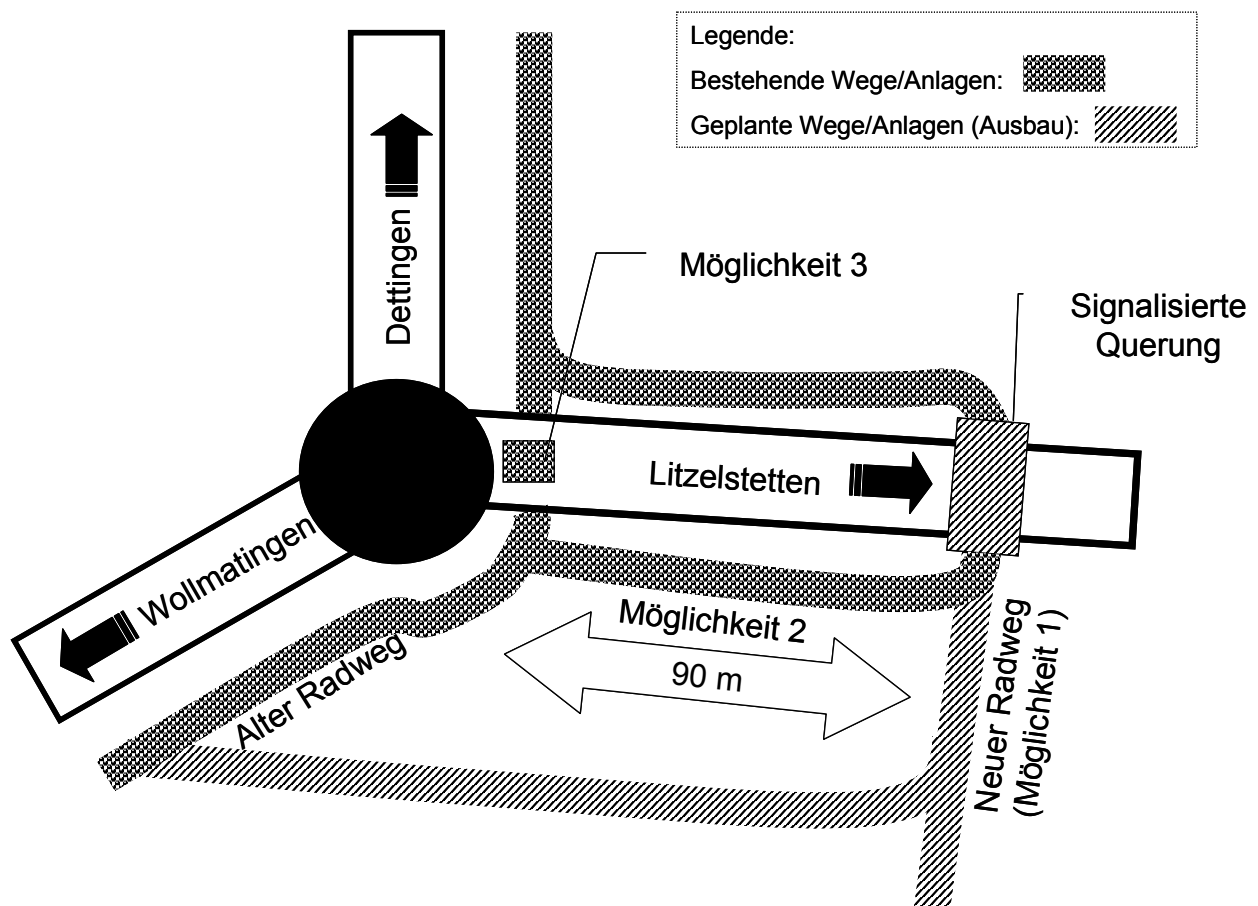 Legende:
Bestehende Wege/Anlagen:
Geplante Wege/Anlagen (Ausbau):
Dettingen
Möglichkeit 3
Signalisierte
Querung
Litzelstetten
Wollmatingen
Möglichkeit 2
90 m
Alter Radweg
Neuer Radweg
(Möglichkeit 1)